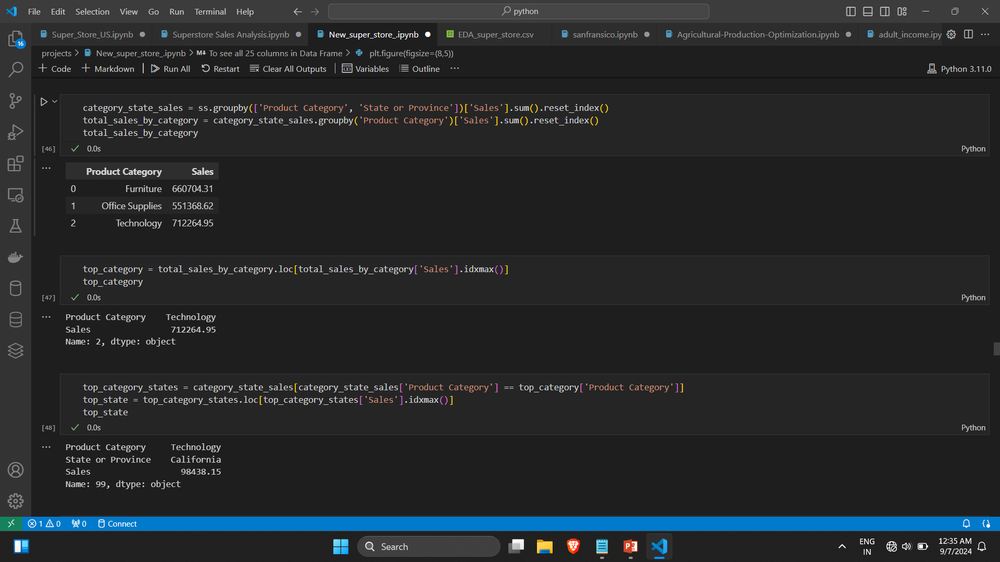 File Edit Selection View Go Run Terminal Help python
Super_Store_US.ipynb Superstore Sales Analysis.ipynb New_super_store_.ipynb EDA_super_store.csv sanfransico.ipynb Agricultural-Production-Optimization.ipynb adult_income.ipy
projects > New_super_store_.ipynb > M↓ To see all 25 columns in Data Frame > plt.figure(figsize=(8,5))
+ Code + Markdown | Run All Restart Clear All Outputs | Variables Outline ... Python 3.11.0
16
category_state_sales = ss.groupby(['Product Category', 'State or Province'])['Sales'].sum().reset_index()
total_sales_by_category = category_state_sales.groupby('Product Category')['Sales'].sum().reset_index()
total_sales_by_category
[46] 0.0s Python
Product Category Sales
0 Furniture 660704.31
1 Office Supplies 551368.62
2 Technology 712264.95
top_category = total_sales_by_category.loc[total_sales_by_category['Sales'].idxmax()]
top_category
[47] 0.0s Python
Product Category Technology
Sales 712264.95
Name: 2, dtype: object
top_category_states = category_state_sales[category_state_sales['Product Category'] == top_category['Product Category']]
top_state = top_category_states.loc[top_category_states['Sales'].idxmax()]
top_state
[48] 0.0s Python
Product Category Technology
State or Province California
Sales 98438.15
Name: 99, dtype: object
1 0 0 Connect
Search ENG 12:35 AM
IN 9/7/2024